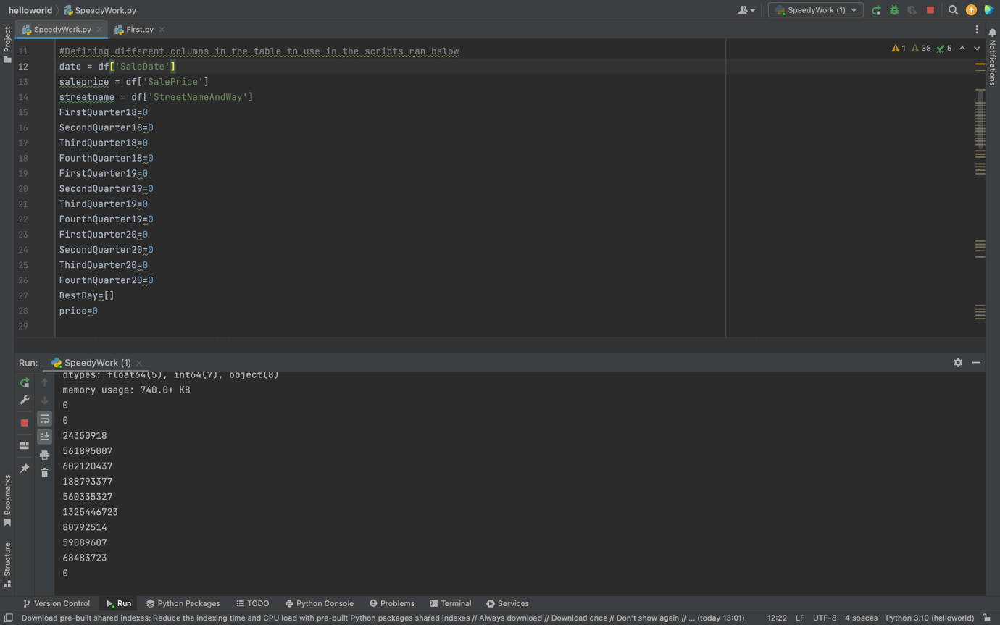 helloworld SpeedyWork.py SpeedyWork (1)
SpeedyWork.py First.py
Project
Notifications
1 38 5
11 #Defining different columns in the table to use in the scripts ran below
12 date = df['SaleDate']
13 saleprice = df['SalePrice']
14 streetname = df['StreetNameAndWay']
15 FirstQuarter18=0
16 SecondQuarter18=0
17 ThirdQuarter18=0
18 FourthQuarter18=0
19 FirstQuarter19=0
20 SecondQuarter19=0
21 ThirdQuarter19=0
22 FourthQuarter19=0
23 FirstQuarter20=0
24 SecondQuarter20=0
25 ThirdQuarter20=0
26 FourthQuarter20=0
27 BestDay=[]
28 price=0
29
Run: SpeedyWork (1)
dtypes: float64(5), int64(7), object(8)
memory usage: 740.0+ KB
0
0
24350918
561895007
602120437
188793377
560335327
1325446723
80792514
59089607
68483723
0
Bookmarks
Structure
Version Control Run Python Packages TODO Python Console Problems Terminal Services
Download pre-built shared indexes: Reduce the indexing time and CPU load with pre-built Python packages shared indexes // Always download // Download once // Don't show again // ... (today 13:01) 12:22 LF UTF-8 4 spaces Python 3.10 (helloworld)